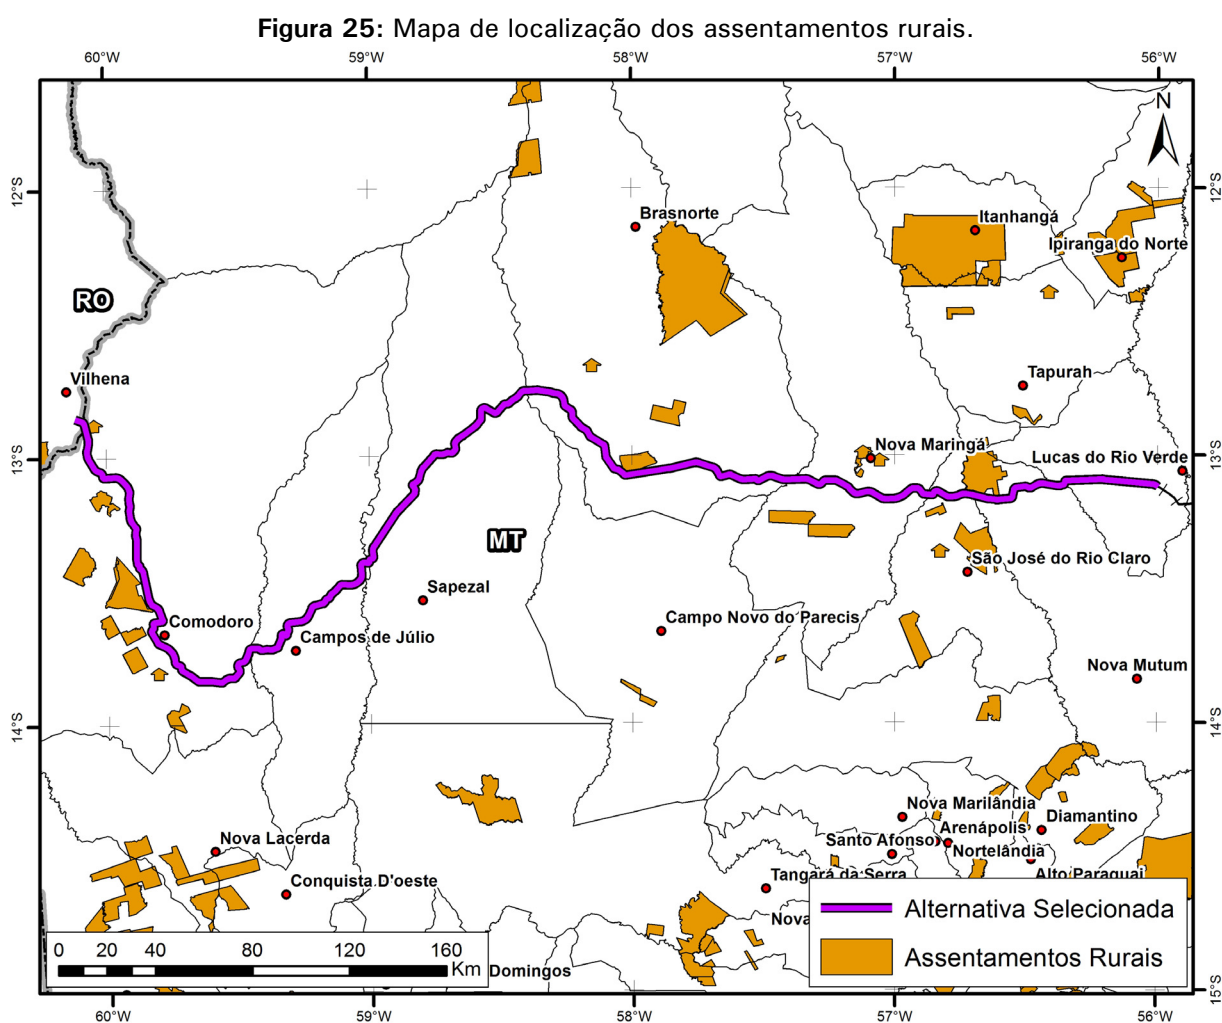 Figura 25: Mapa de localização dos assentamentos rurais.
60°W 59°W 58°W 57°W 56°W
N
12°S 12°S
Brasnorte
Itanhangá
Ipiranga do Norte
RO
Vilhena
Tapurah
13°S 13°S
Nova Maringá
Lucas do Rio Verde
MT
São José do Rio Claro
Sapezal
Comodoro
Campos de Júlio
Campo Novo do Parecis
Nova Mutum
14°S 14°S
Nova Marilândia
Diamantino
Arenápolis
Santo Afonso
Nortelândia
Nova Lacerda
Tangará da Serra
Alto Paraguai
Conquista D'oeste
Nova
Alternativa Selecionada
Assentamentos Rurais
0 20 40 80 120 160
Km
Domingos
15°S
60°W 59°W 58°W 57°W 56°W